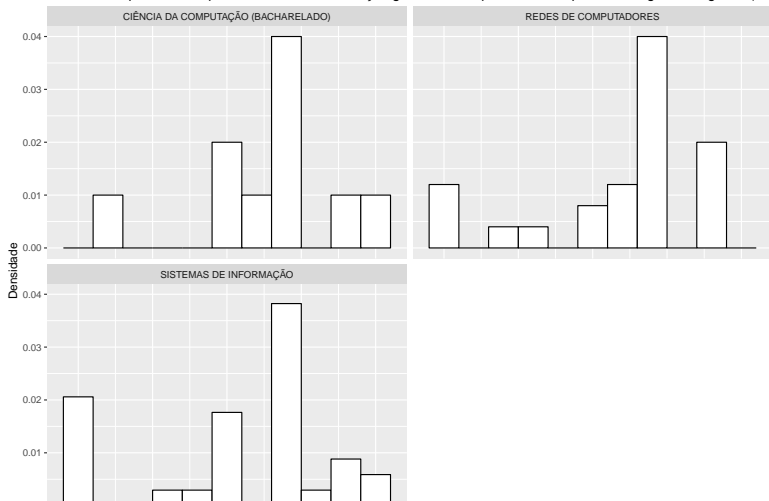 CIÊNCIA DA COMPUTAÇÃO (BACHARELADO)
REDES DE COMPUTADORES
0.04
0.03
0.02
0.01
0.00
Densidade
SISTEMAS DE INFORMAÇÃO
0.04
0.03
0.02
0.01